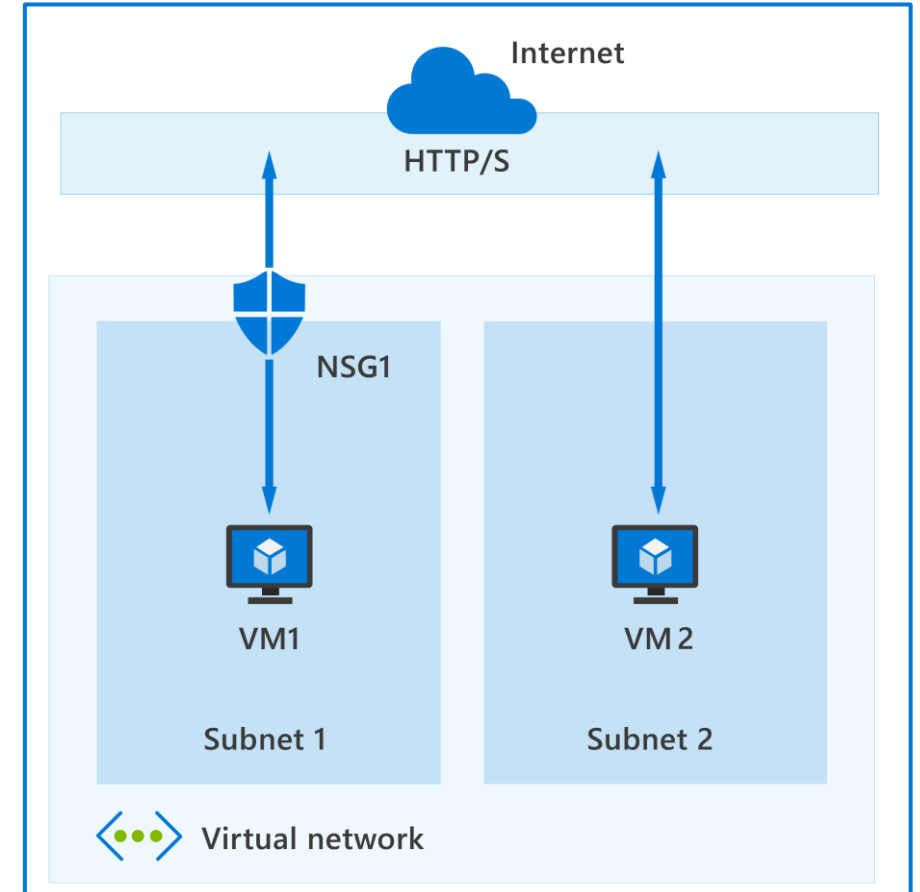 Internet
HTTP/S
NSG1
VM1
VM 2
Subnet 1
Subnet 2
Virtual network